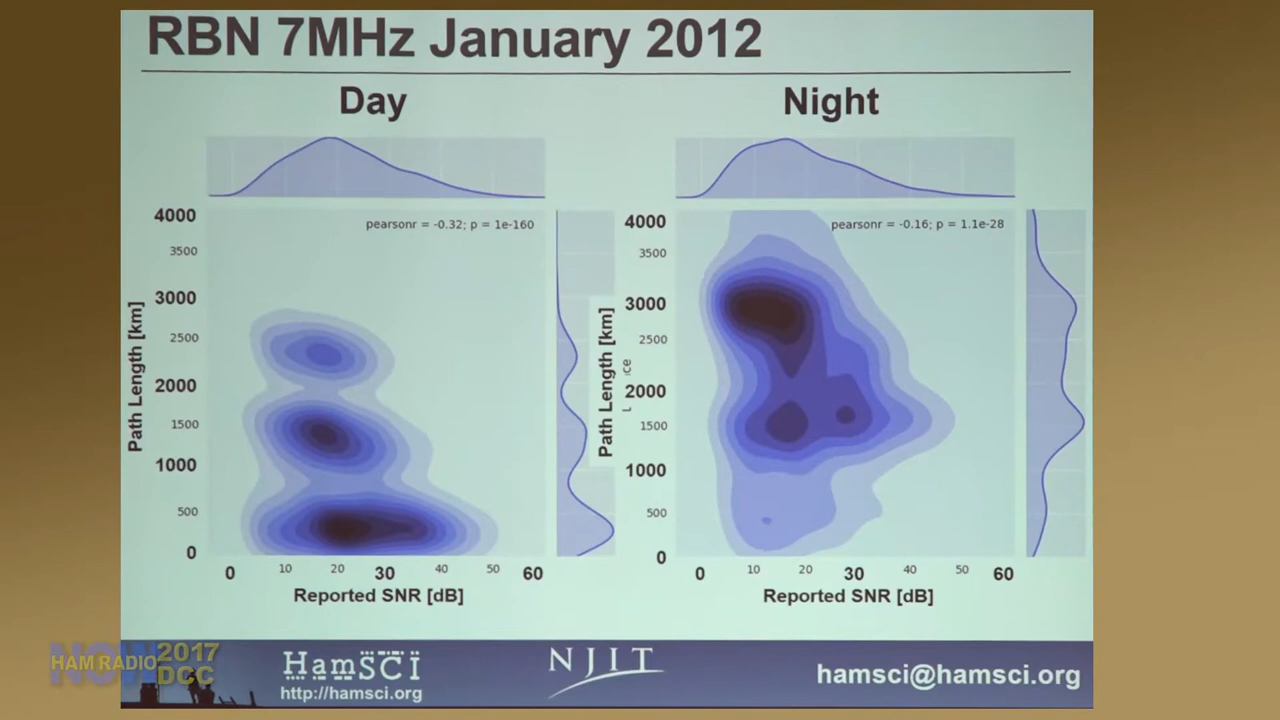 RBN 7MHz January 2012
Day
Night
pearsonr = -0.32; p = 1e-160
4000
3500
3000
2500
2000
1500
1000
500
0
Path Length [km]
0 10 20 30 40 50 60
Reported SNR [dB]
pearsonr = -0.16; p = 1.1e-28
4000
3500
3000
2500
2000
1500
1000
500
0
Path Length [km]
0 10 20 30 40 50 60
Reported SNR [dB]
NOW
HAM RADIO 2017
DCC
HamSCI
http://hamsci.org
NJIT
hamsci@hamsci.org